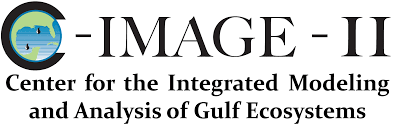 C-IMAGE-II
Center for the Integrated Modeling
and Analysis of Gulf Ecosystems